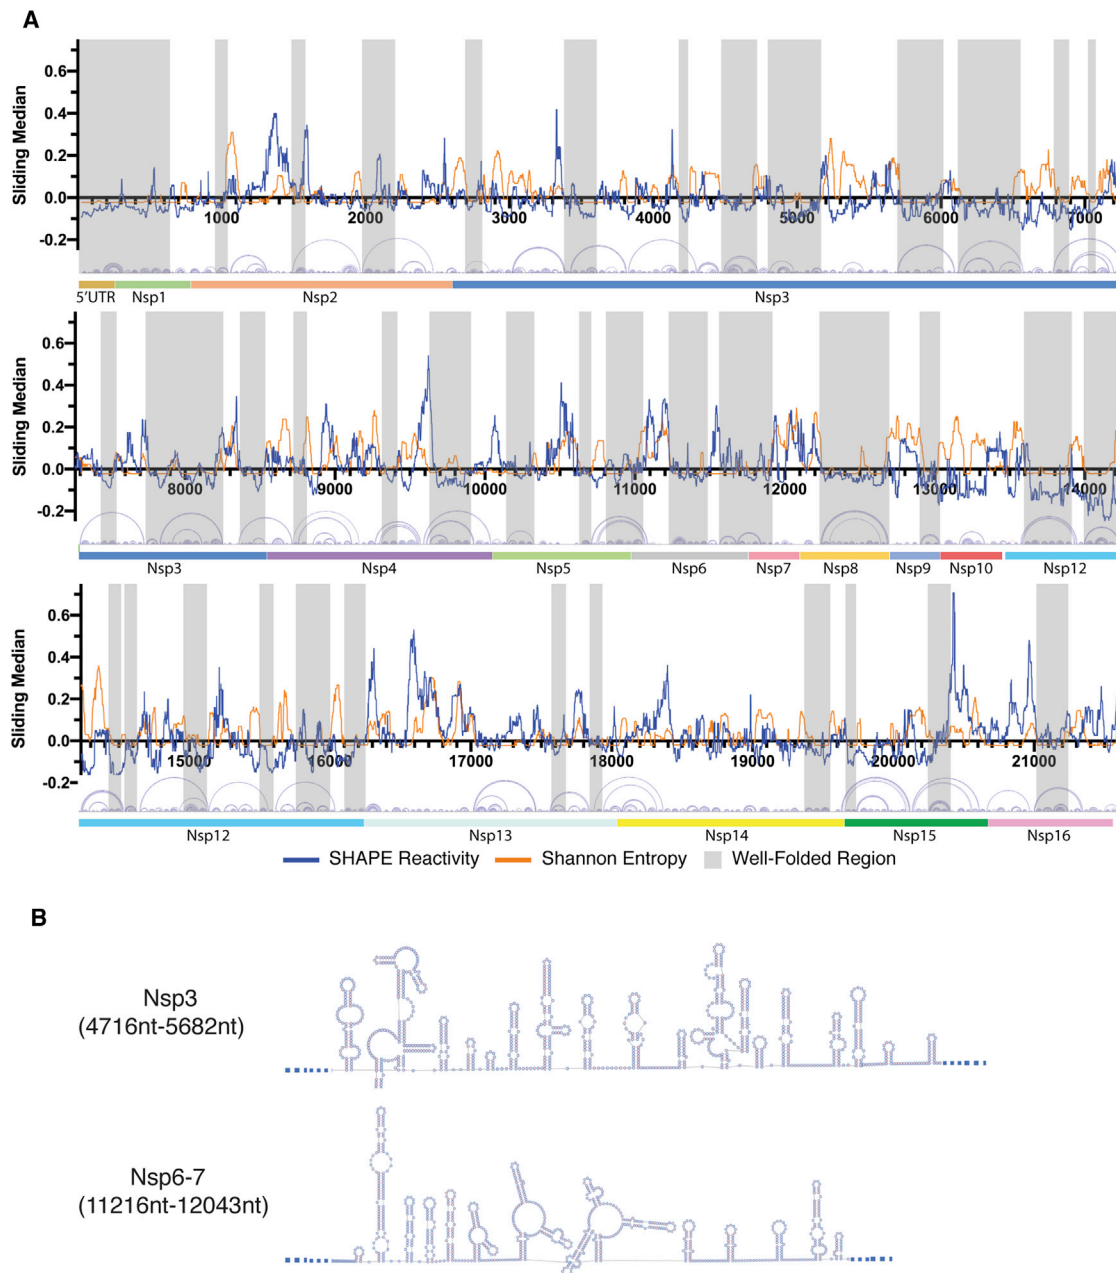 A
Sliding Median
0.6
0.4
0.2
0.0
-0.2
1000 2000 3000 4000 5000 6000 7000
5'UTR Nsp1 Nsp2 Nsp3
Sliding Median
0.6
0.4
0.2
0.0
-0.2
8000 9000 10000 11000 12000 13000 14000
Nsp3 Nsp4 Nsp5 Nsp6 Nsp7 Nsp8 Nsp9 Nsp10 Nsp12
Sliding Median
0.6
0.4
0.2
0.0
-0.2
15000 16000 17000 18000 19000 20000 21000
Nsp12 Nsp13 Nsp14 Nsp15 Nsp16
SHAPE Reactivity Shannon Entropy Well-Folded Region
B
Nsp3
(4716nt-5682nt)
Nsp6-7
(11216nt-12043nt)